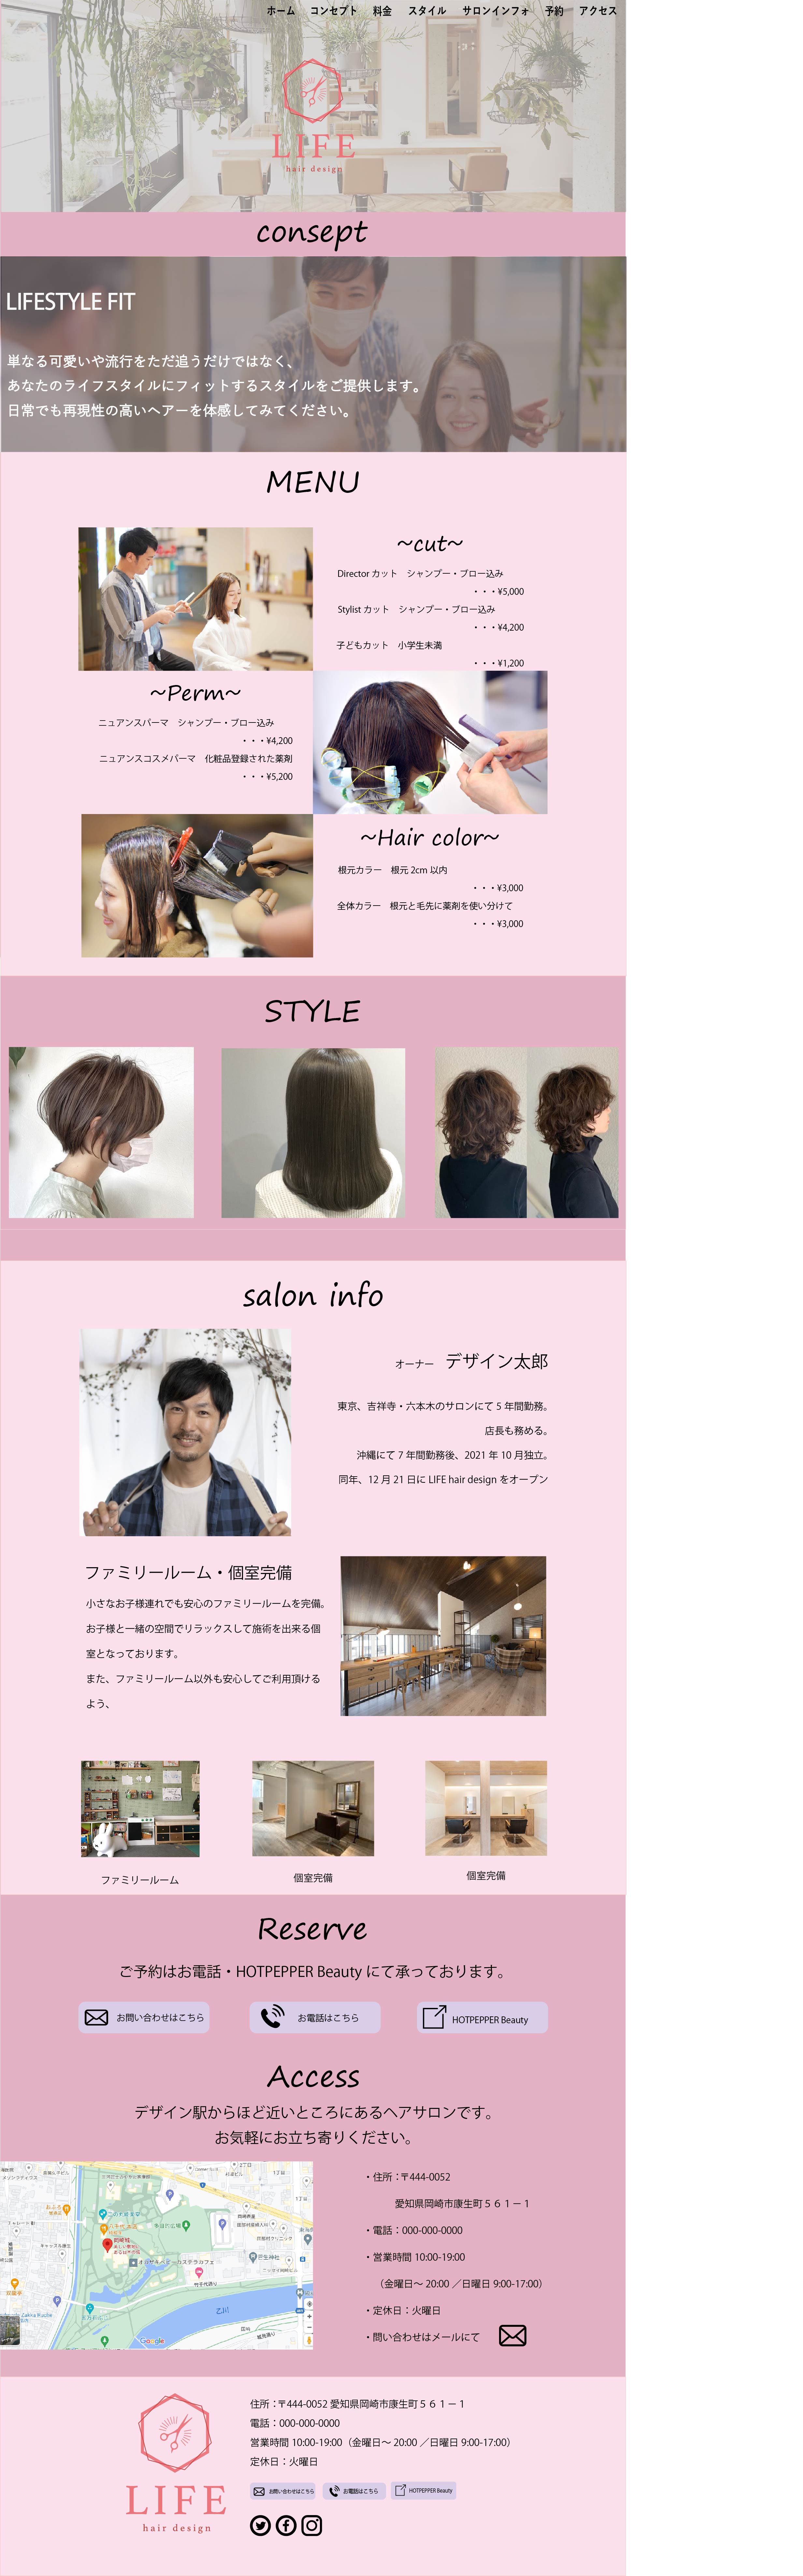 ホーム コンセプト 料金 スタイル サロンインフォ 予約 アクセス
LIFE
hair design
consept
LIFESTYLE FIT
単なる可愛いや流行をただ追うだけではなく、
あなたのライフスタイルにフィットするスタイルをご提供します。
日常でも再現性の高いヘアーを体感してみてください。
MENU
~cut~
Director カット　シャンプー・ブロー込み
・・・¥5,000
Stylist カット　シャンプー・ブロー込み
・・・¥4,200
子どもカット　小学生未満
・・・¥1,200
~Perm~
ニュアンスパーマ　シャンプー・ブロー込み
・・・¥4,200
ニュアンスコスメパーマ　化粧品登録された薬剤
・・・¥5,200
~Hair color~
根元カラー　根元 2cm 以内
・・・¥3,000
全体カラー　根元と毛先に薬剤を使い分けて
・・・¥3,000
STYLE
salon info
オーナー　デザイン太郎
東京、吉祥寺・六本木のサロンにて 5 年間勤務。
店長も務める。
沖縄にて 7 年間勤務後、2021 年 10 月独立。
同年、12 月 21 日に LIFE hair design をオープン
ファミリールーム・個室完備
小さなお子様連れでも安心のファミリールームを完備。
お子様と一緒の空間でリラックスして施術を出来る個
室となっております。
また、ファミリールーム以外も安心してご利用頂ける
よう、
ファミリールーム
個室完備
個室完備
Reserve
ご予約はお電話・HOTPEPPER Beauty にて承っております。
お問い合わせはこちら
お電話はこちら
HOTPEPPER Beauty
Access
デザイン駅からほど近いところにあるヘアサロンです。
お気軽にお立ち寄りください。
乙川
Google
・住所：〒444-0052
愛知県岡崎市康生町５６１－１
・電話：000-000-0000
・営業時間 10:00-19:00
（金曜日～ 20:00 ／日曜日 9:00-17:00）
・定休日：火曜日
・問い合わせはメールにて
LIFE
hair design
住所：〒444-0052 愛知県岡崎市康生町５６１－１
電話：000-000-0000
営業時間 10:00-19:00（金曜日～ 20:00 ／日曜日 9:00-17:00）
定休日：火曜日
お問い合わせはこちら
お電話はこちら
HOTPEPPER Beauty